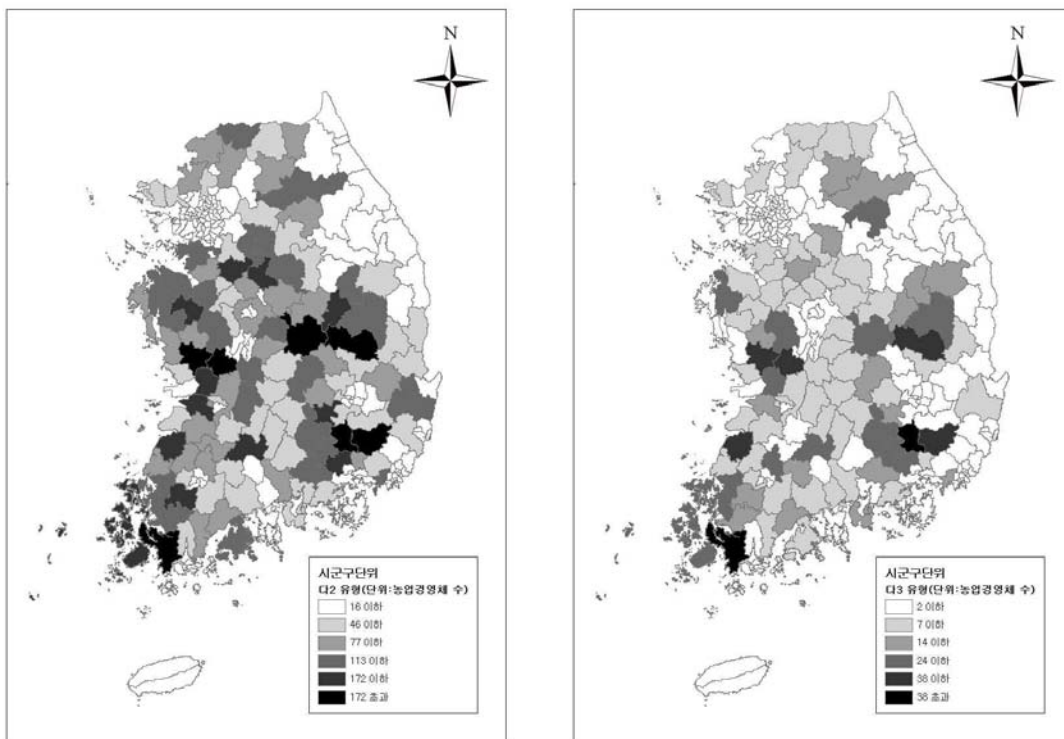 N
시군구단위
다2 유형(단위:농업경영체 수)
16 이하
46 이하
77 이하
113 이하
172 이하
172 초과
N
시군구단위
다3 유형(단위:농업경영체 수)
2 이하
7 이하
14 이하
24 이하
38 이하
38 초과